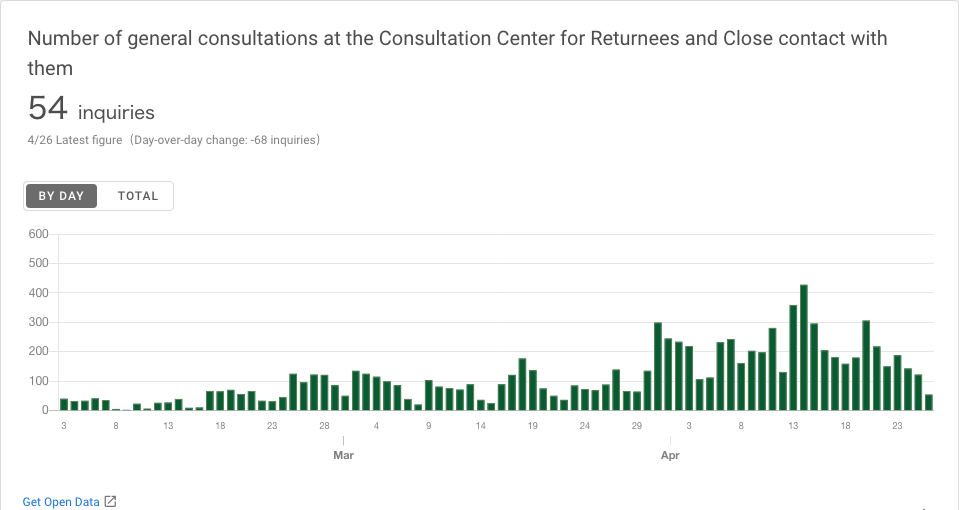 Number of general consultations at the Consultation Center for Returnees and Close contact with
them
54 inquiries
4/26 Latest figure（Day-over-day change: -68 inquiries）
BY DAY TOTAL
600
500
400
300
200
100
0
3 8 13 18 23 28 4 9 14 19 24 29 3 8 13 18 23
Mar Apr
Get Open Data